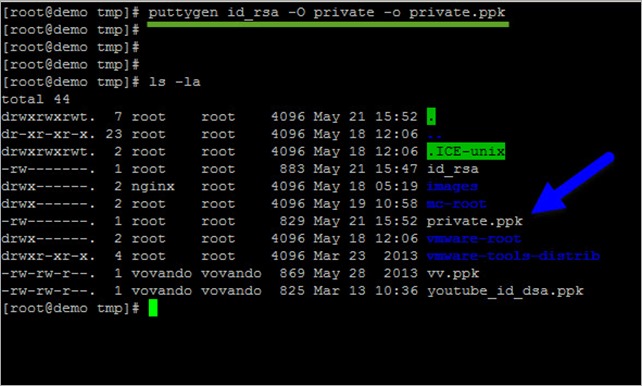 [root@demo tmp]# puttygen id_rsa -O private -o private.ppk
[root@demo tmp]#
[root@demo tmp]#
[root@demo tmp]#
[root@demo tmp]# ls -la
total 44
drwxrwxrwt. 7 root root 4096 May 21 15:52 .
dr-xr-xr-x. 23 root root 4096 May 18 12:06 ..
drwxrwxrwt. 2 root root 4096 May 18 12:06 .ICE-unix
-rw-------. 1 root root 883 May 21 15:47 id_rsa
drwx------. 2 nginx root 4096 May 18 05:19 images
drwx------. 2 root root 4096 May 19 10:58 mc-root
-rw-------. 1 root root 829 May 21 15:52 private.ppk
drwx------. 2 root root 4096 May 18 12:06 vmware-root
drwxr-xr-x. 4 root root 4096 Mar 23 2013 vmware-tools-distrib
-rw-rw-r--. 1 vovando vovando 869 May 28 2013 vv.ppk
-rw-rw-r--. 1 vovando vovando 825 Mar 13 10:36 youtube_id_dsa.ppk
[root@demo tmp]#